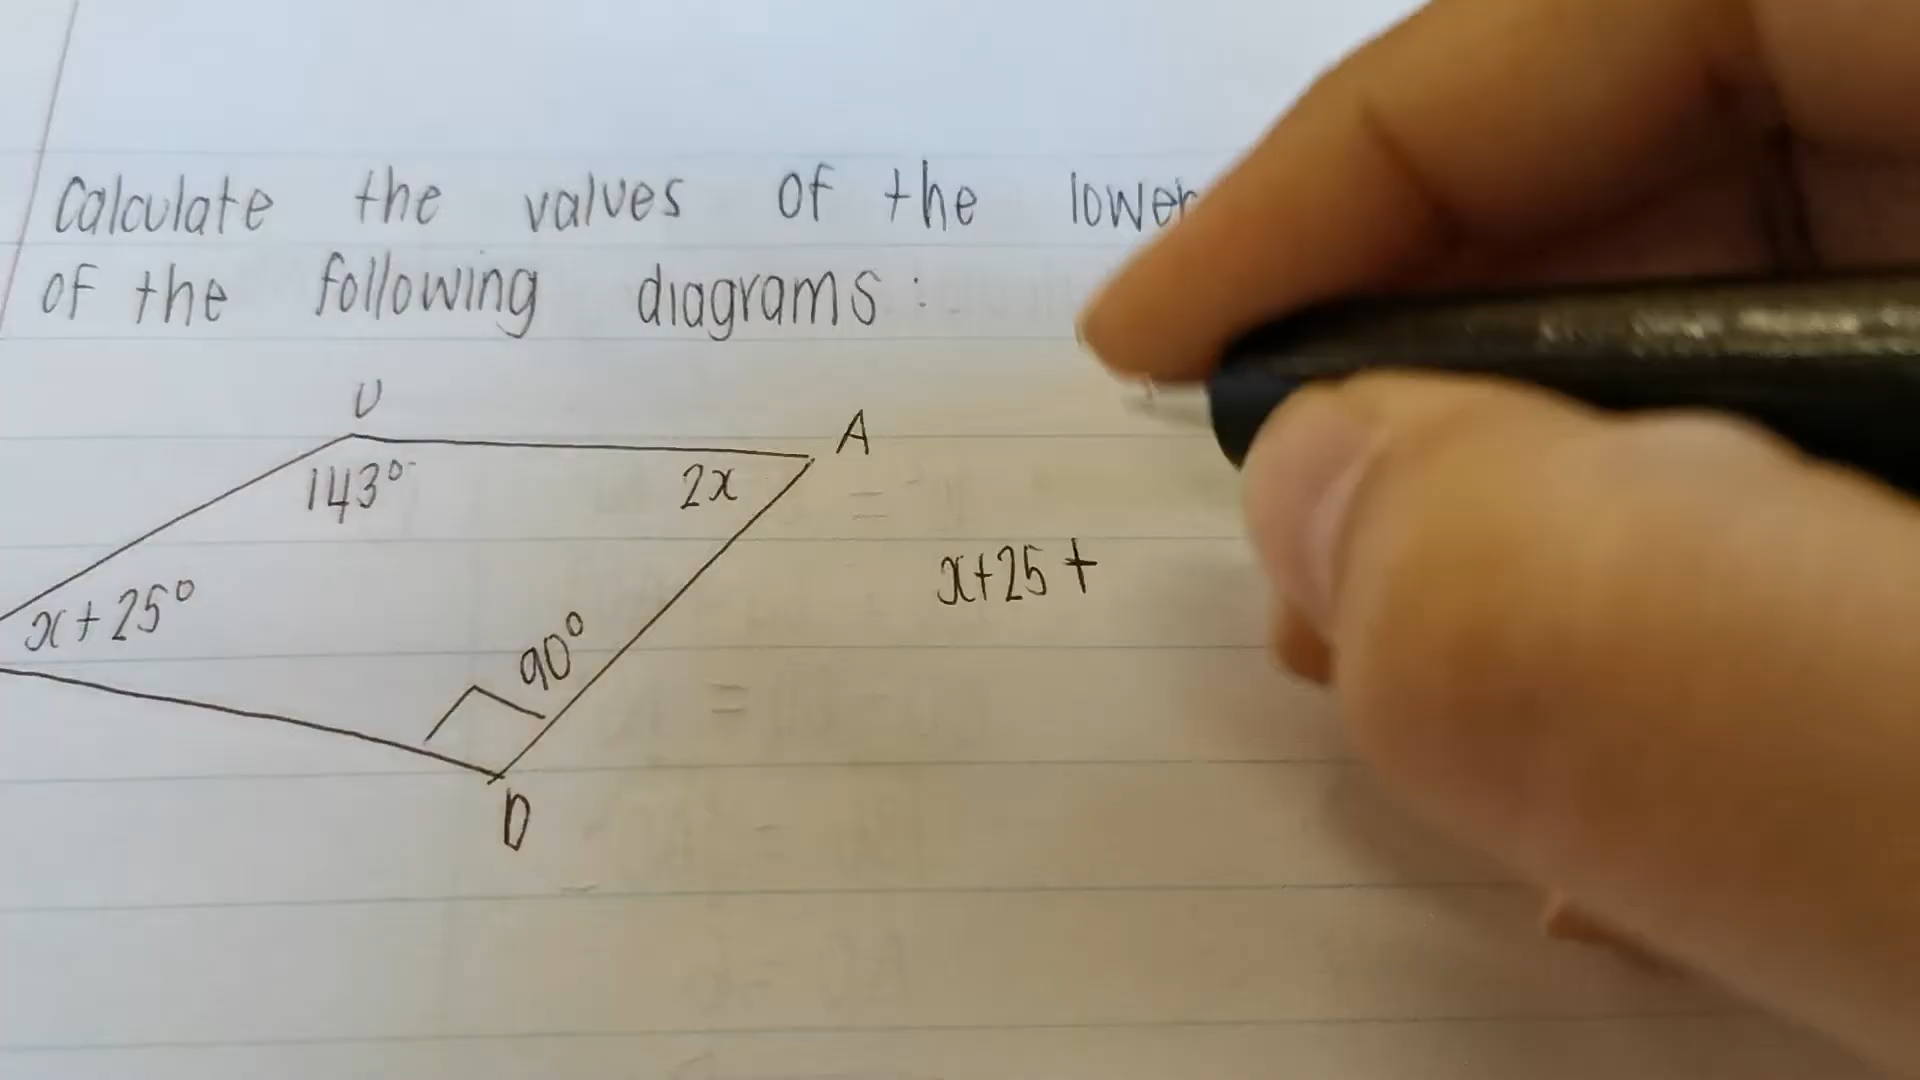 Calculate the values of the lower
of the following diagrams:
U
A
143°
2x
x+25+
x+25°
90°
D